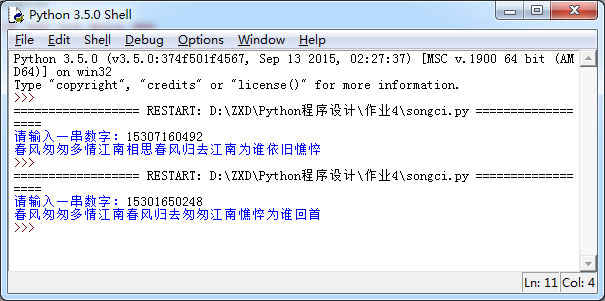 Python 3.5.0 Shell
File Edit Shell Debug Options Window Help
Python 3.5.0 (v3.5.0:374f501f4567, Sep 13 2015, 02:27:37) [MSC v.1900 64 bit (AM
D64)] on win32
Type "copyright", "credits" or "license()" for more information.
>>>
================== RESTART: D:\ZXD\Python程序设计\作业4\songci.py ==============
====
请输入一串数字: 15307160492
春风匆匆多情江南相思春风归去江南为谁依旧憔悴
>>>
================== RESTART: D:\ZXD\Python程序设计\作业4\songci.py ==============
====
请输入一串数字: 15301650248
春风匆匆多情江南春风归去匆匆江南憔悴为谁回首
>>>
Ln: 11 Col: 4